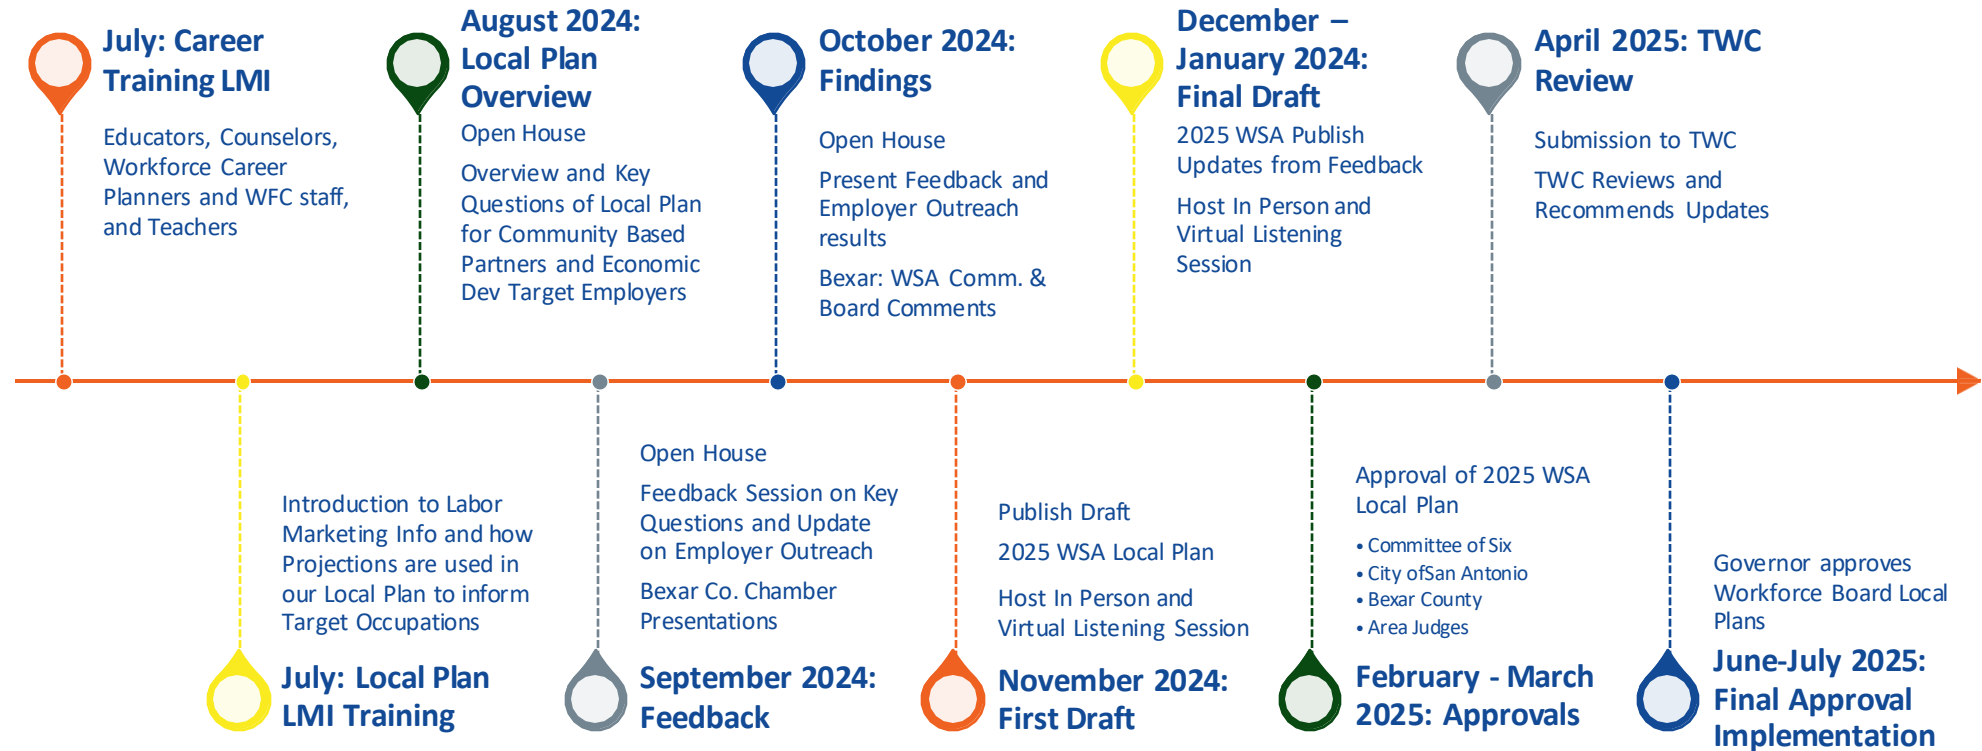 July: Career
Training LMI
Educators, Counselors,
Workforce Career
Planners and WFC staff,
and Teachers
August 2024:
Local Plan
Overview
Open House
Overview and Key
Questions of Local Plan
for Community Based
Partners and Economic
Dev Target Employers
October 2024:
Findings
Open House
Present Feedback and
Employer Outreach
results
Bexar: WSA Comm. &
Board Comments
December –
January 2024:
Final Draft
2025 WSA Publish
Updates from Feedback
Host In Person and
Virtual Listening
Session
April 2025: TWC
Review
Submission to TWC
TWC Reviews and
Recommends Updates
Introduction to Labor
Marketing Info and how
Projections are used in
our Local Plan to inform
Target Occupations
July: Local Plan
LMI Training
Open House
Feedback Session on Key
Questions and Update
on Employer Outreach
Bexar Co. Chamber
Presentations
September 2024:
Feedback
Publish Draft
2025 WSA Local Plan
Host In Person and
Virtual Listening Session
November 2024:
First Draft
Approval of 2025 WSA
Local Plan
• Committee of Six
• City ofSan Antonio
• Bexar County
• Area Judges
February - March
2025: Approvals
Governor approves
Workforce Board Local
Plans
June-July 2025:
Final Approval
Implementation